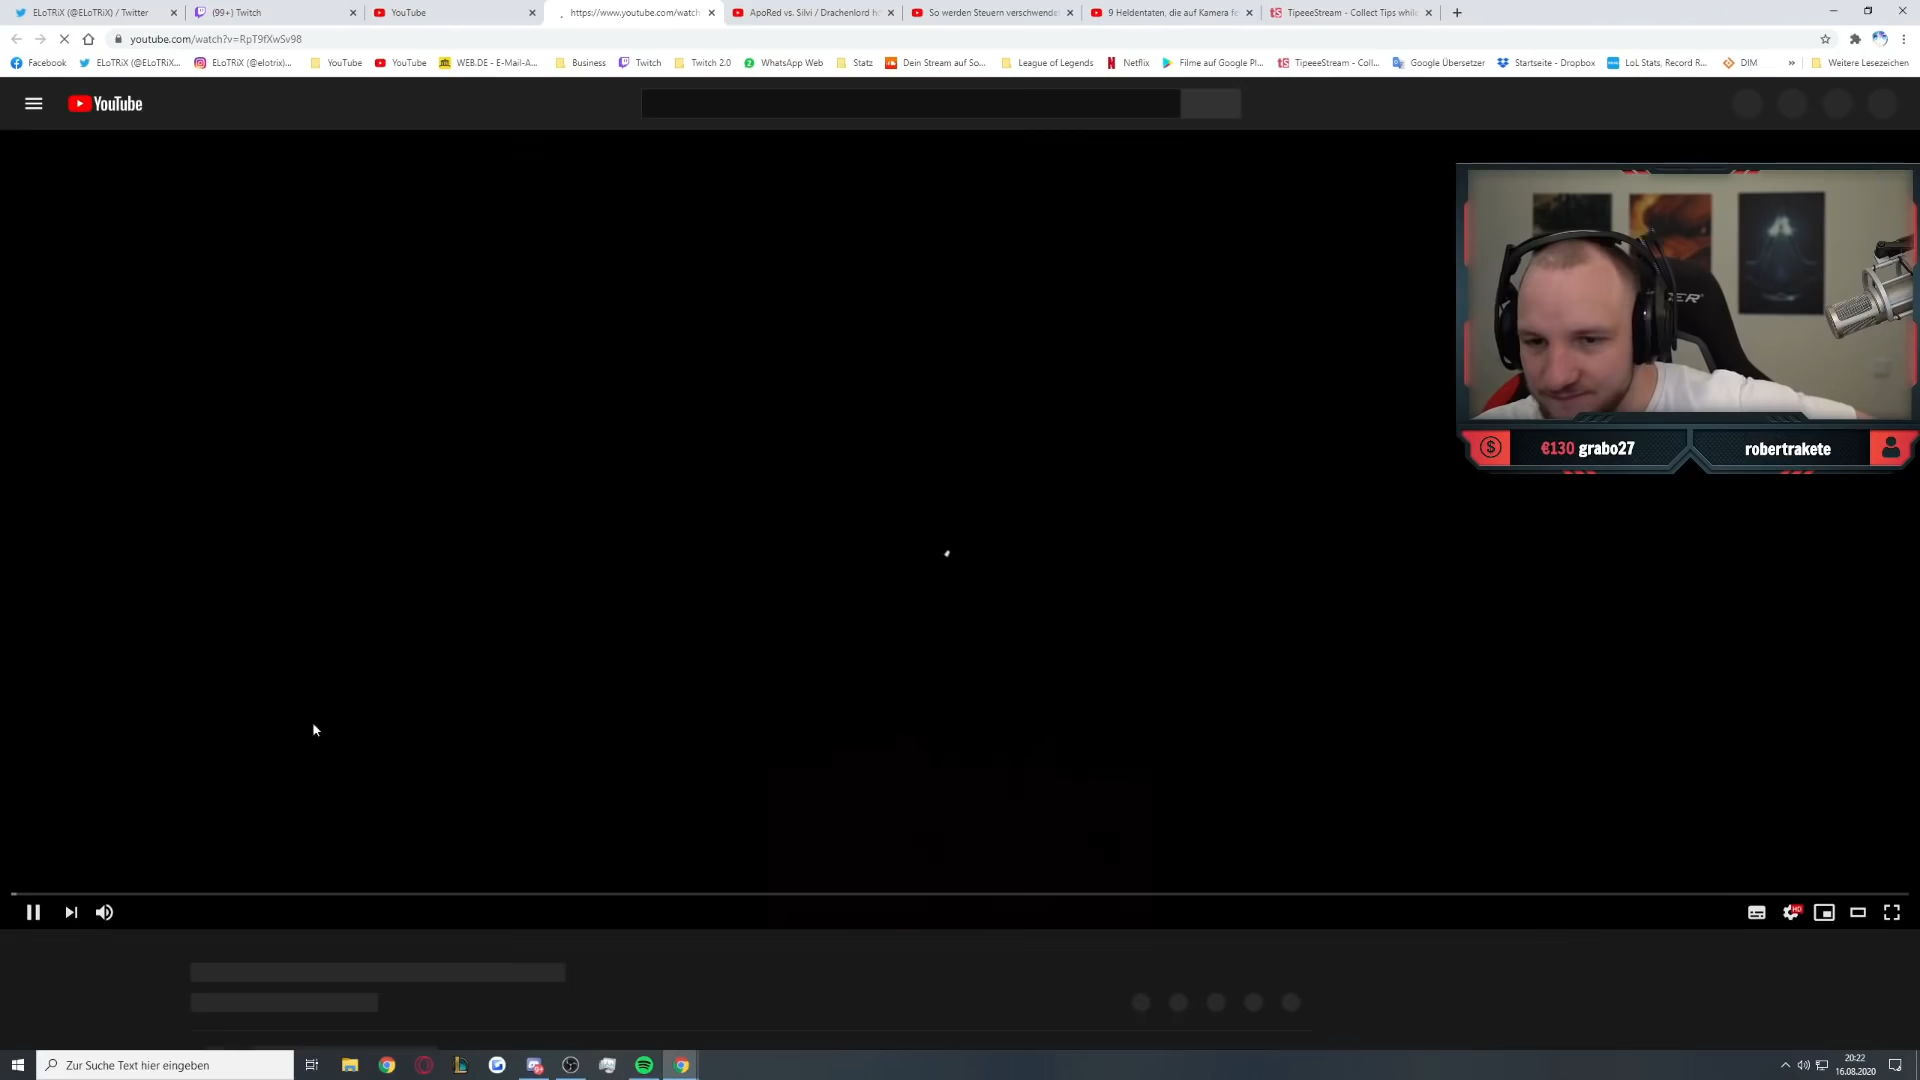 ELoTRiX (@ELoTRiX) / Twitter
(99+) Twitch
YouTube
https://www.youtube.com/watch
ApoRed vs. Silvi / Drachenlord h
So werden Steuern verschwende
9 Heldentaten, die auf Kamera fe
TipeeeStream - Collect Tips while
youtube.com/watch?v=RpT9fXwSv98
Facebook
ELoTRiX (@ELoTRiX...
ELoTRiX (@elotrix)...
YouTube
YouTube
WEB.DE - E-Mail-A...
Business
Twitch
Twitch 2.0
WhatsApp Web
Statz
Dein Stream auf So...
League of Legends
Netflix
Filme auf Google Pl...
TipeeeStream - Coll...
Google Übersetzer
Startseite - Dropbox
LoL Stats, Record R...
DIM
»
Weitere Lesezeichen
YouTube
€130 grabo27
robertrakete
HD
Zur Suche Text hier eingeben
20:22
16.08.2020